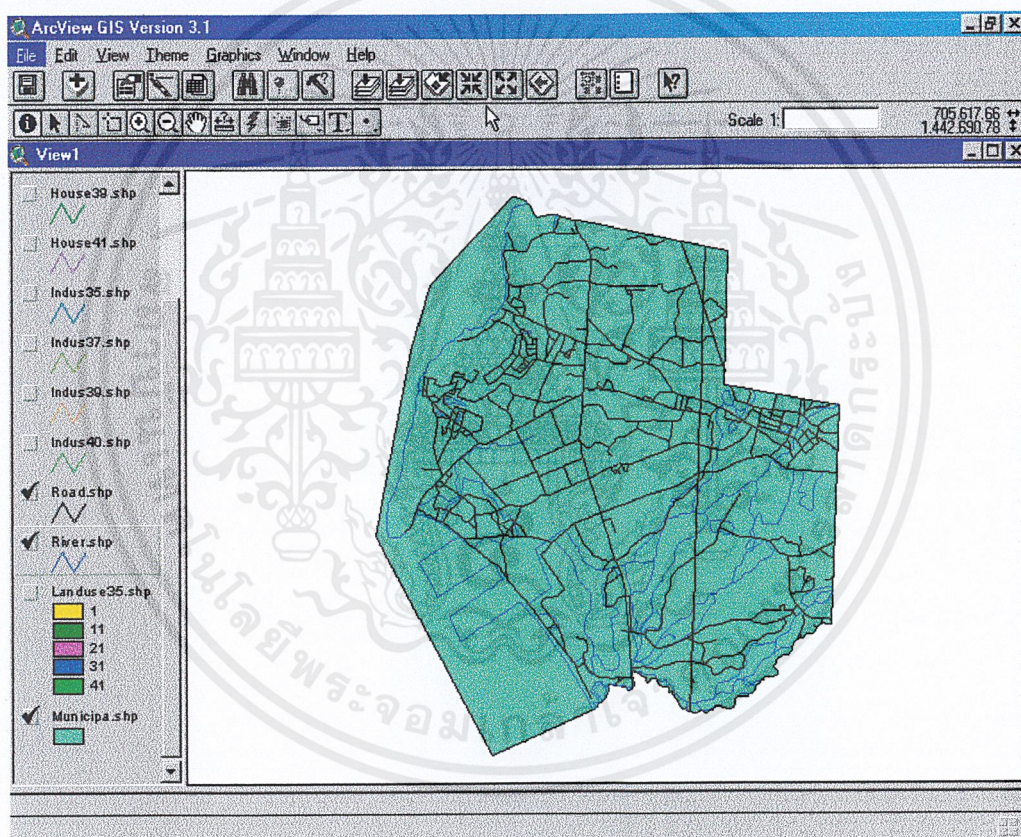 ArcView GIS Version 3.1
File Edit View Theme Graphics Window Help
Scale 1:
705,617.66
1,442,690.78
View1
House39.shp
House41.shp
Indus35.shp
Indus37.shp
Indus39.shp
Indus40.shp
Road.shp
River.shp
Landuse35.shp
1
11
21
31
41
Municipa.shp